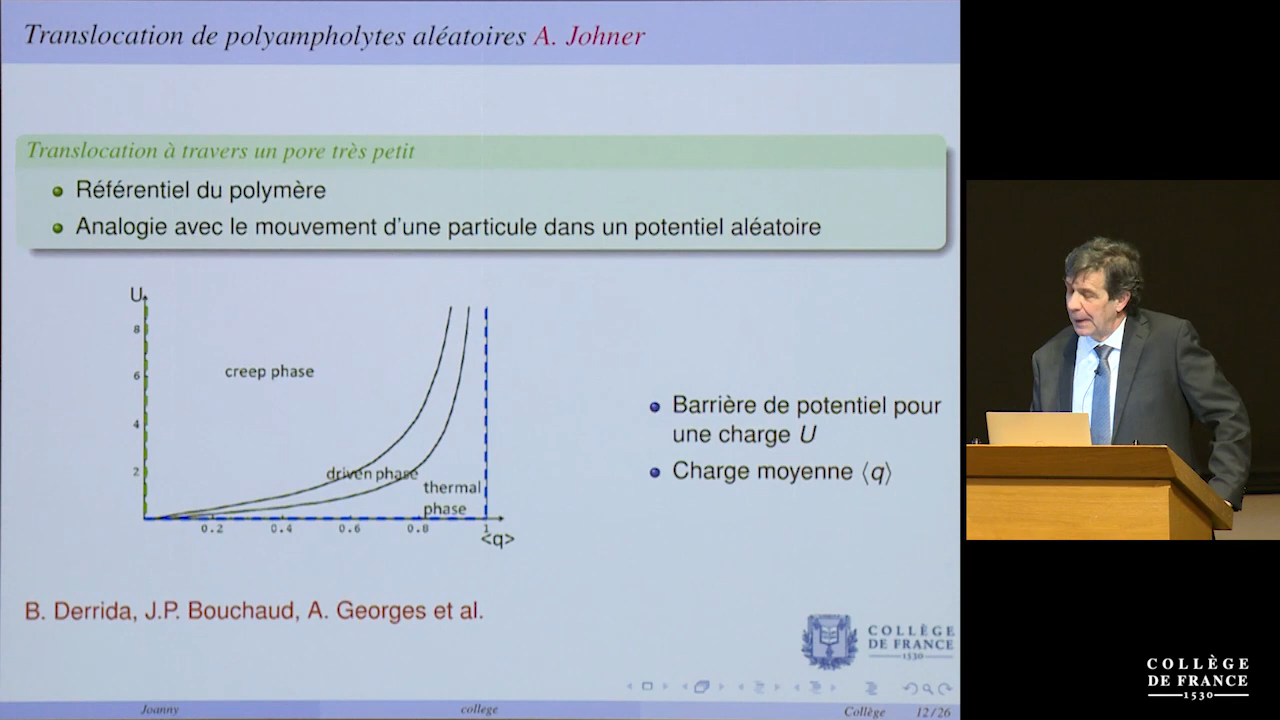 Translocation de polyampholytes aléatoires A. Johner
Translocation à travers un pore très petit
Référentiel du polymère
Analogie avec le mouvement d'une particule dans un potentiel aléatoire
U
8
6
4
2
creep phase
driven phase
thermal
phase
0.2 0.4 0.6 0.8 1
<q>
Barrière de potentiel pour
une charge U
Charge moyenne ⟨q⟩
B. Derrida, J.P. Bouchaud, A. Georges et al.
COLLÈGE
DE FRANCE
1530
Joanny college Collège 12/26
COLLÈGE
DE FRANCE
1530